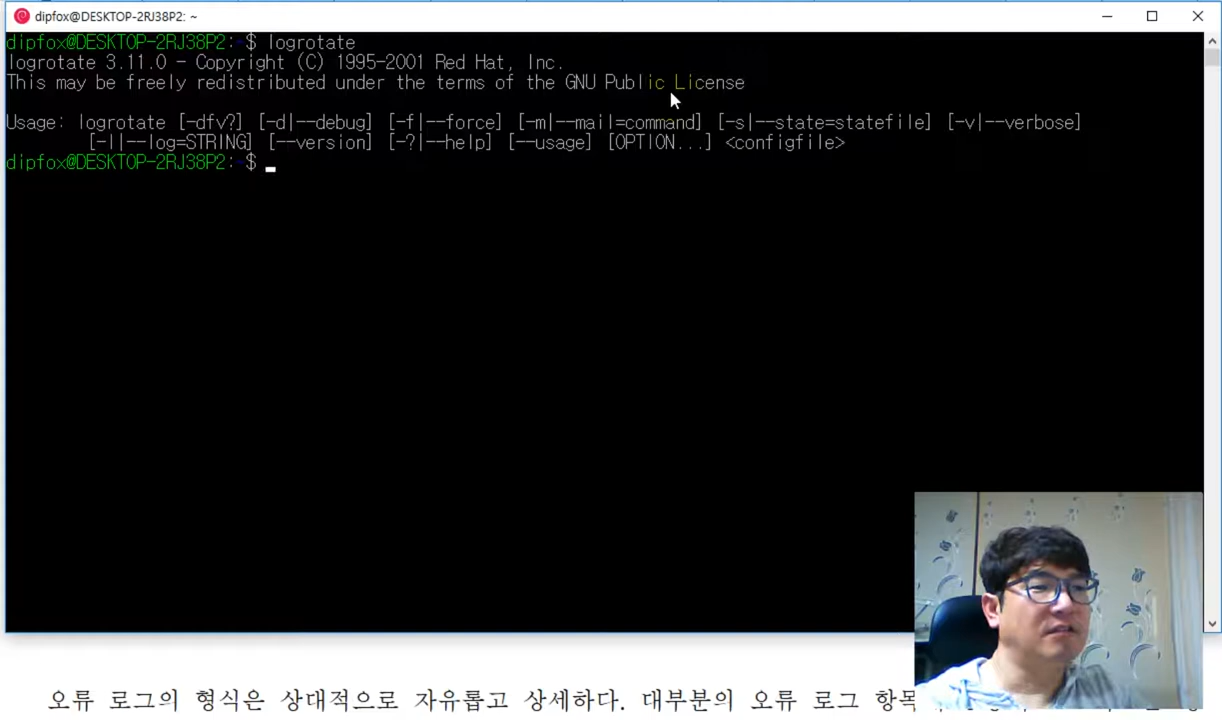 dipfox@DESKTOP-2RJ38P2: ~
dipfox@DESKTOP-2RJ38P2:~$ logrotate
logrotate 3.11.0 - Copyright (C) 1995-2001 Red Hat, Inc.
This may be freely redistributed under the terms of the GNU Public License
Usage: logrotate [-dfv?] [-d|--debug] [-f|--force] [-m|--mail=command] [-s|--state=statefile] [-v|--verbose]
[-l|--log=STRING] [--version] [-?|--help] [--usage] [OPTION...] <configfile>
dipfox@DESKTOP-2RJ38P2:~$
오류 로그의 형식은 상대적으로 자유롭고 상세하다. 대부분의 오류 로그 항목